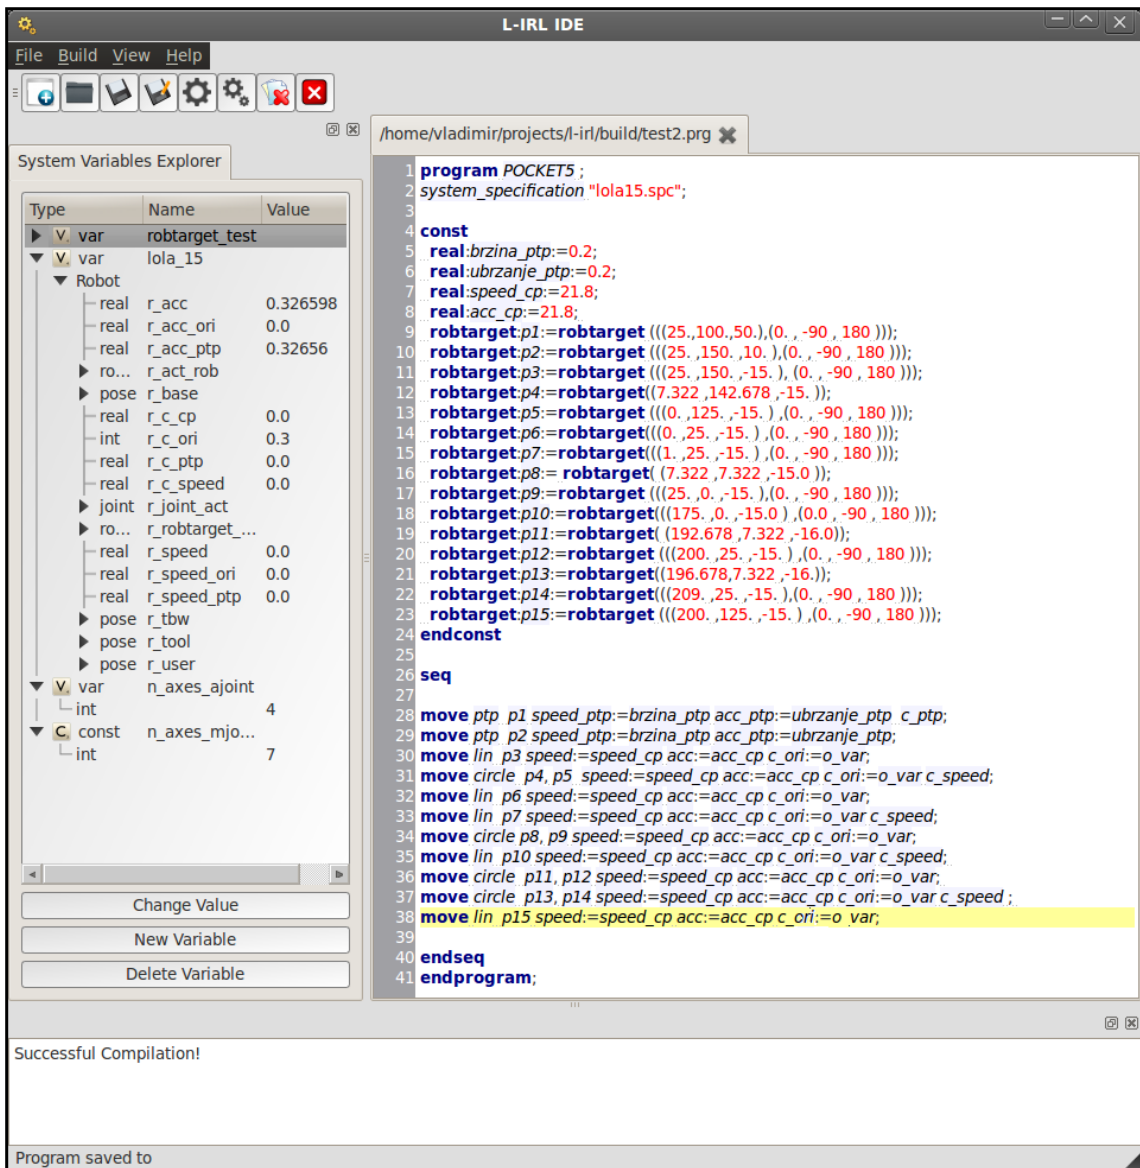 L-IRL IDE
File Build View Help
/home/vladimir/projects/l-irl/build/test2.prg
System Variables Explorer
Type Name Value
V. var robtarget_test
V. var lola_15
Robot
real r_acc 0.326598
real r_acc_ori 0.0
real r_acc_ptp 0.32656
ro... r_act_rob
pose r_base
real r_c_cp 0.0
int r_c_ori 0.3
real r_c_ptp 0.0
real r_c_speed 0.0
joint r_joint_act
ro... r_robtarget_...
real r_speed 0.0
real r_speed_ori 0.0
real r_speed_ptp 0.0
pose r_tbw
pose r_tool
pose r_user
V. var n_axes_ajoint
int 4
C. const n_axes_mjo...
int 7
Change Value
New Variable
Delete Variable
1 program POCKET5 ;
2 system_specification "lola15.spc";
3
4 const
5 real:brzina_ptp:=0.2;
6 real:ubrzanje_ptp:=0.2;
7 real:speed_cp:=21.8;
8 real:acc_cp:=21.8;
9 robtarget:p1:=robtarget (((25.,100.,50.),(0. , -90 , 180 )));
10 robtarget:p2:=robtarget (((25. ,150. ,10. ),(0. , -90 , 180 )));
11 robtarget:p3:=robtarget (((25. ,150. ,-15. ), (0. , -90 , 180 )));
12 robtarget:p4:=robtarget((7.322 ,142.678 ,-15. ));
13 robtarget:p5:=robtarget (((0. ,125. ,-15. ) ,(0. , -90 , 180 )));
14 robtarget:p6:=robtarget(((0. ,25. ,-15. ) ,(0. , -90 , 180 )));
15 robtarget:p7:=robtarget(((1. ,25. ,-15. ) ,(0. , -90 , 180 )));
16 robtarget:p8:= robtarget( (7.322 ,7.322 ,-15.0 ));
17 robtarget:p9:=robtarget (((25. ,0. ,-15. ),(0. , -90 , 180 )));
18 robtarget:p10:=robtarget(((175. ,0. ,-15.0 ) ,(0.0 , -90 , 180 )));
19 robtarget:p11:=robtarget( (192.678 ,7.322 ,-16.0));
20 robtarget:p12:=robtarget (((200. ,25. ,-15. ) ,(0. , -90 , 180 )));
21 robtarget:p13:=robtarget((196.678,7.322 ,-16.));
22 robtarget:p14:=robtarget(((209. ,25. ,-15. ),(0. , -90 , 180 )));
23 robtarget:p15:=robtarget (((200. ,125. ,-15. ) ,(0. , -90 , 180 )));
24 endconst
25
26 seq
27
28 move ptp p1 speed_ptp:=brzina_ptp acc_ptp:=ubrzanje_ptp c_ptp;
29 move ptp p2 speed_ptp:=brzina_ptp acc_ptp:=ubrzanje_ptp;
30 move lin p3 speed:=speed_cp acc:=acc_cp c_ori:=o_var;
31 move circle p4, p5 speed:=speed_cp acc:=acc_cp c_ori:=o_var c_speed;
32 move lin p6 speed:=speed_cp acc:=acc_cp c_ori:=o_var;
33 move lin p7 speed:=speed_cp acc:=acc_cp c_ori:=o_var c_speed;
34 move circle p8, p9 speed:=speed_cp acc:=acc_cp c_ori:=o_var;
35 move lin p10 speed:=speed_cp acc:=acc_cp c_ori:=o_var c_speed;
36 move circle p11, p12 speed:=speed_cp acc:=acc_cp c_ori:=o_var;
37 move circle p13, p14 speed:=speed_cp acc:=acc_cp c_ori:=o_var c_speed ;
38 move lin p15 speed:=speed_cp acc:=acc_cp c_ori:=o_var;
39
40 endseq
41 endprogram;
Successful Compilation!
Program saved to